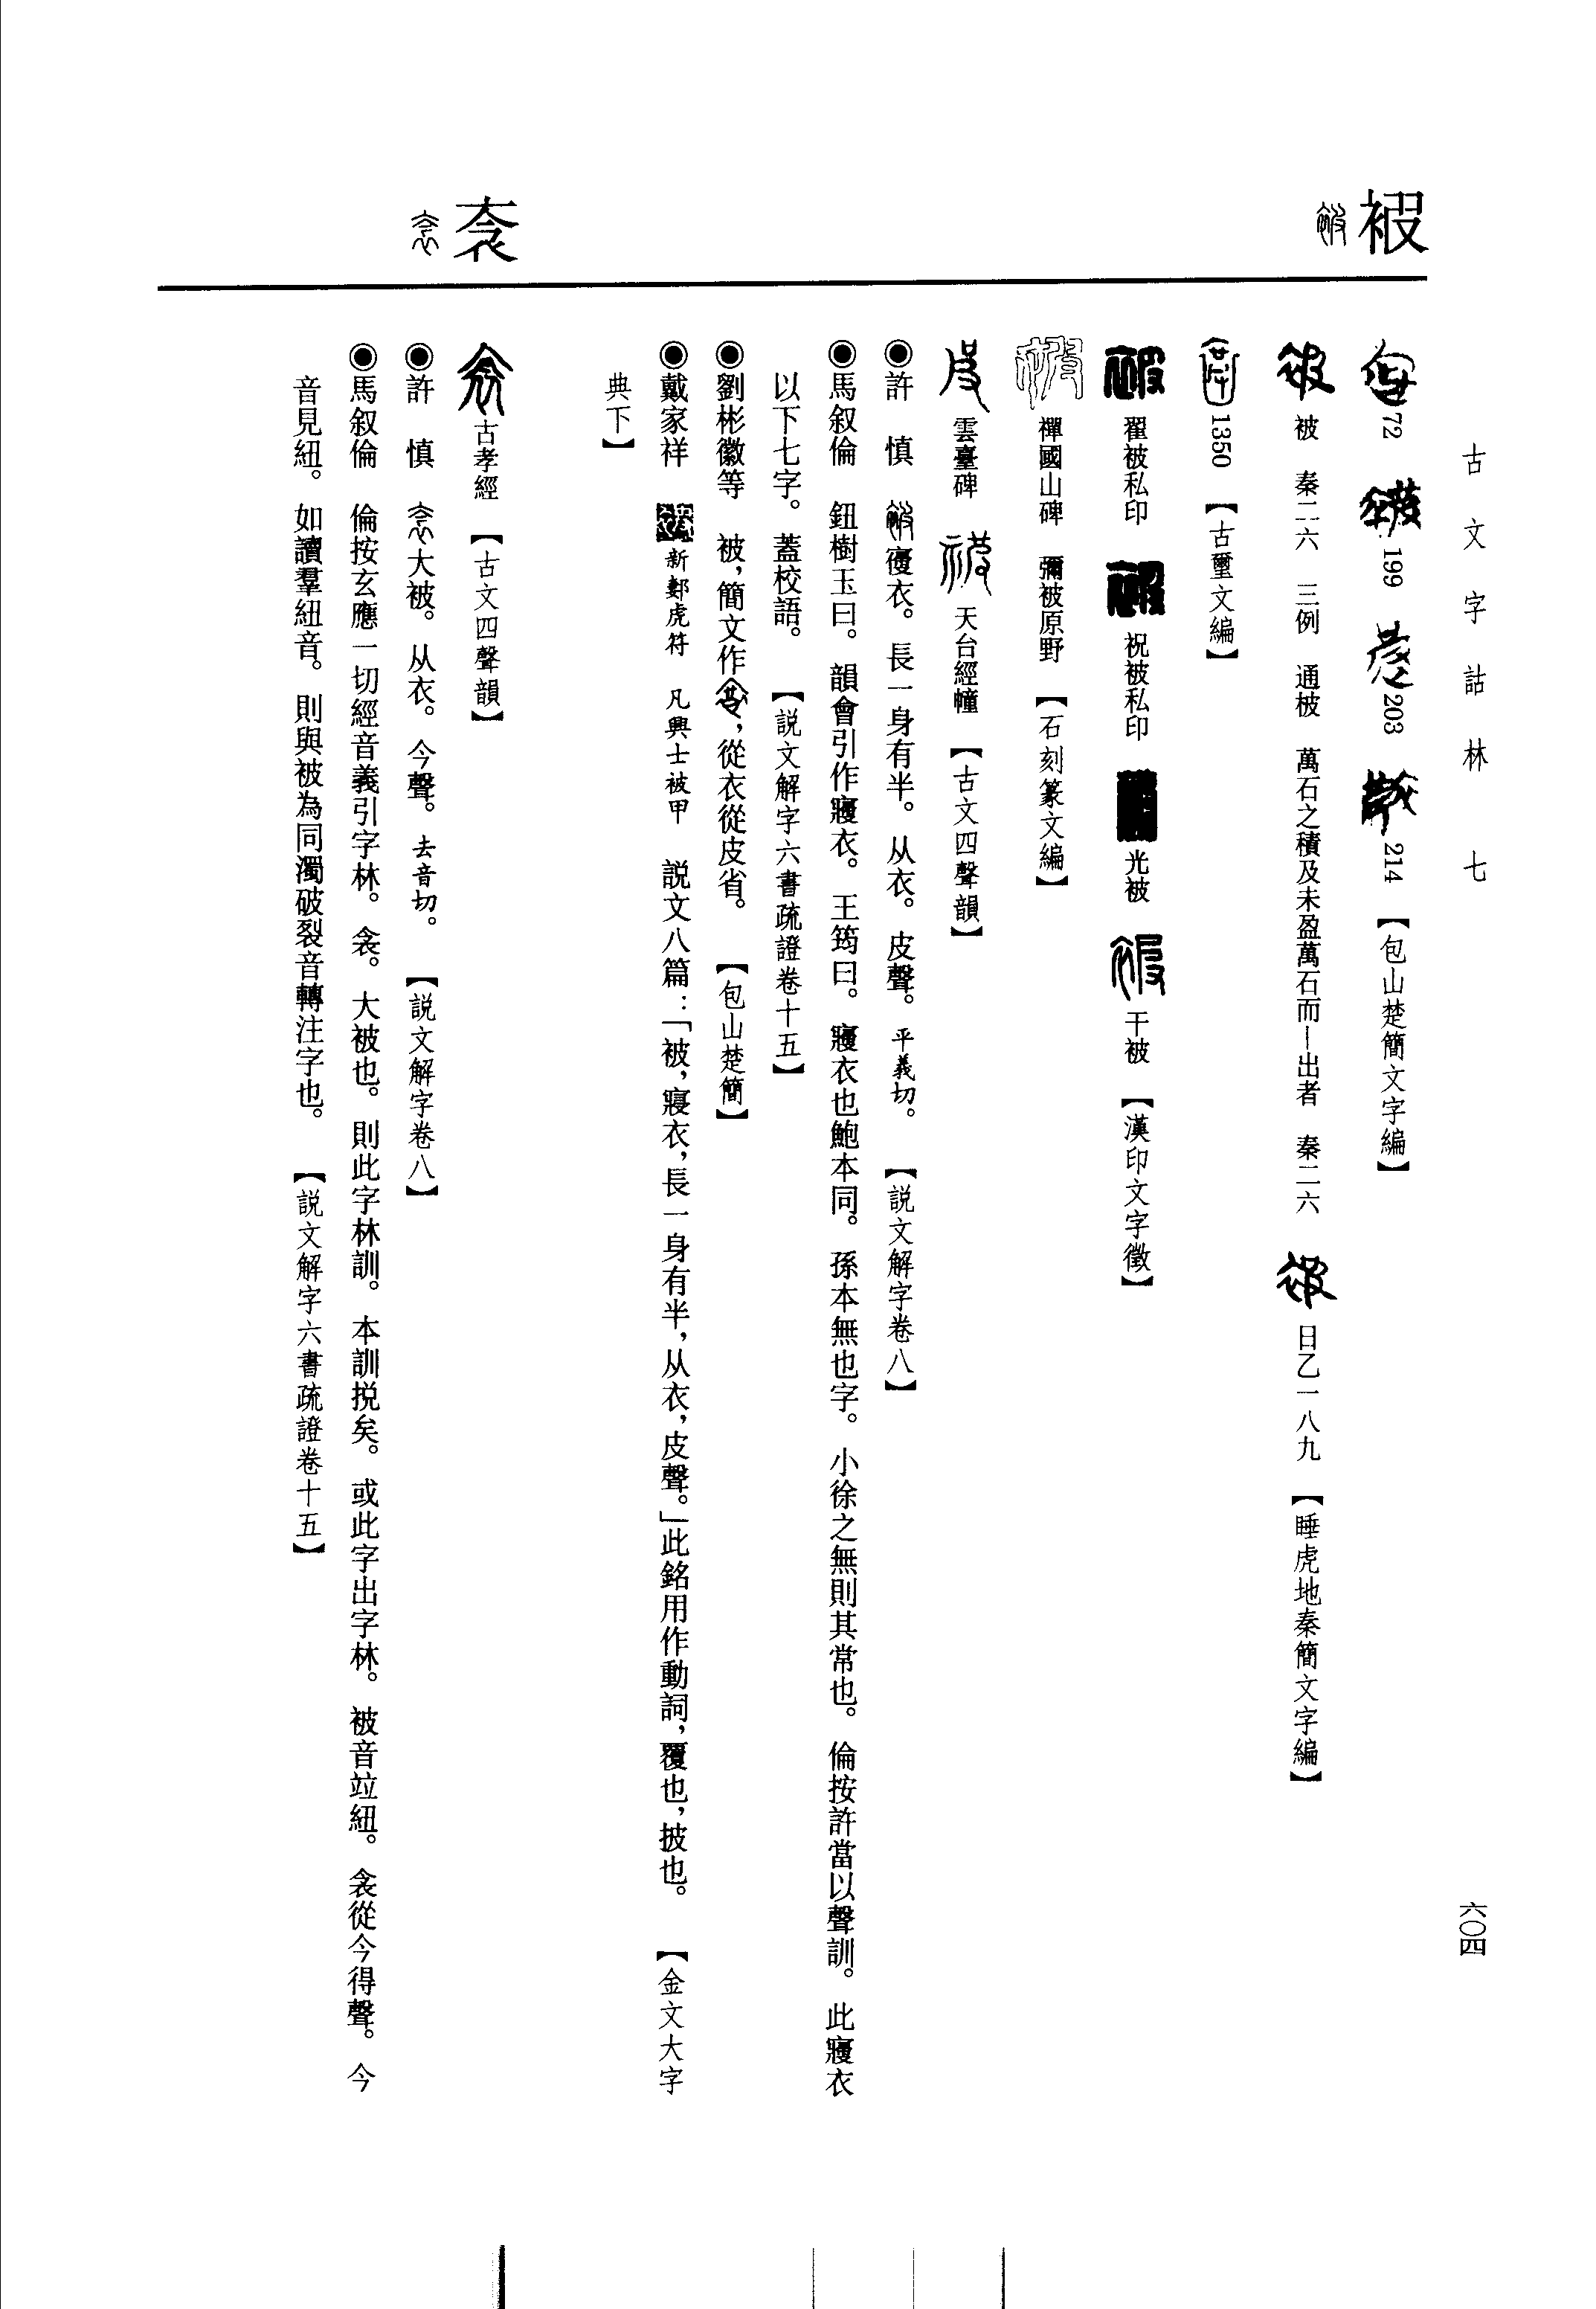 古文字詁林 七
六〇四
被
衾
72 199 203 214 【包山楚簡文字編】
被 秦二六 三例 通柀 萬石之積及未盈萬石而—出者 秦二六 日乙一八九 【睡虎地秦簡文字編】
1350 【古璽文編】
翟被私印 祝被私印 光被 干被 【漢印文字徵】
禪國山碑 彌被原野 【石刻篆文編】
雲臺碑 天台經幢 【古文四聲韻】
◉許 慎 寢衣。長一身有半。从衣。皮聲。平義切。 【説文解字卷八】
◉馬叙倫 鈕樹玉曰。韻會引作寢衣。王筠曰。寢衣也鮑本同。孫本無也字。小徐之無則其常也。倫按許當以聲訓。此寢衣
以下七字。蓋校語。 【説文解字六書疏證卷十五】
◉劉彬徽等 被,簡文作,從衣從皮省。 【包山楚簡】
◉戴家祥 新郪虎符 凡興士被甲 説文八篇:「被,寢衣,長一身有半,从衣,皮聲。」此銘用作動詞,覆也,披也。 【金文大字
典下】
古孝經 【古文四聲韻】
◉許 慎 大被。从衣。今聲。去音切。 【説文解字卷八】
◉馬叙倫 倫按玄應一切經音義引字林。衾。大被也。則此字林訓。本訓捝矣。或此字出字林。被音竝紐。衾從今得聲。今
音見紐。如讀羣紐音。則與被為同濁破裂音轉注字也。 【説文解字六書疏證卷十五】